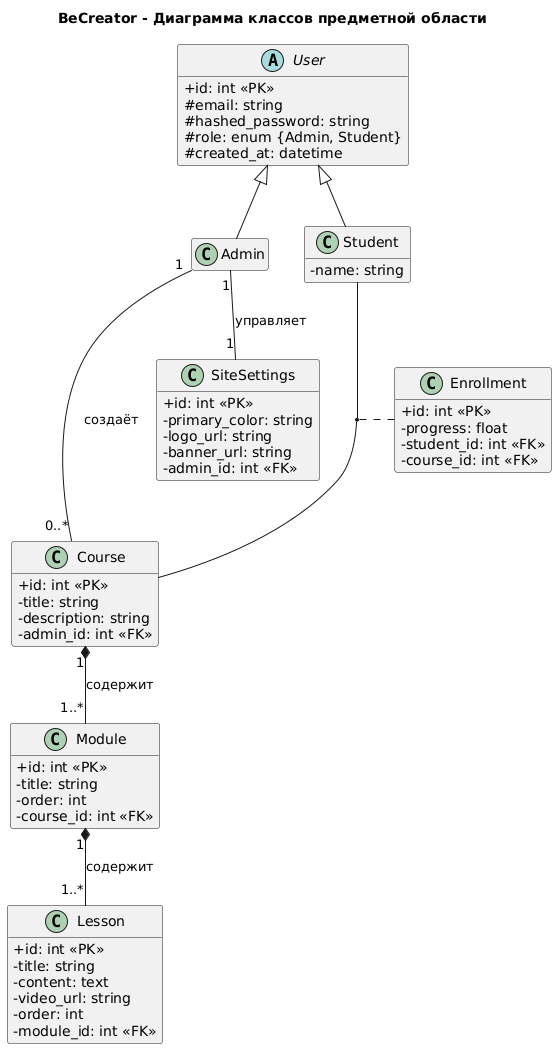 BeCreator - Диаграмма классов предметной области
A User
+id: int «PK»
#email: string
#hashed_password: string
#role: enum {Admin, Student}
#created_at: datetime
C Admin
C Student
-name: string
1
1
управляет
1
C SiteSettings
+id: int «PK»
-primary_color: string
-logo_url: string
-banner_url: string
-admin_id: int «FK»
C Enrollment
+id: int «PK»
-progress: float
-student_id: int «FK»
-course_id: int «FK»
создаёт
0..*
C Course
+id: int «PK»
-title: string
-description: string
-admin_id: int «FK»
1
содержит
1..*
C Module
+id: int «PK»
-title: string
-order: int
-course_id: int «FK»
1
содержит
1..*
C Lesson
+id: int «PK»
-title: string
-content: text
-video_url: string
-order: int
-module_id: int «FK»